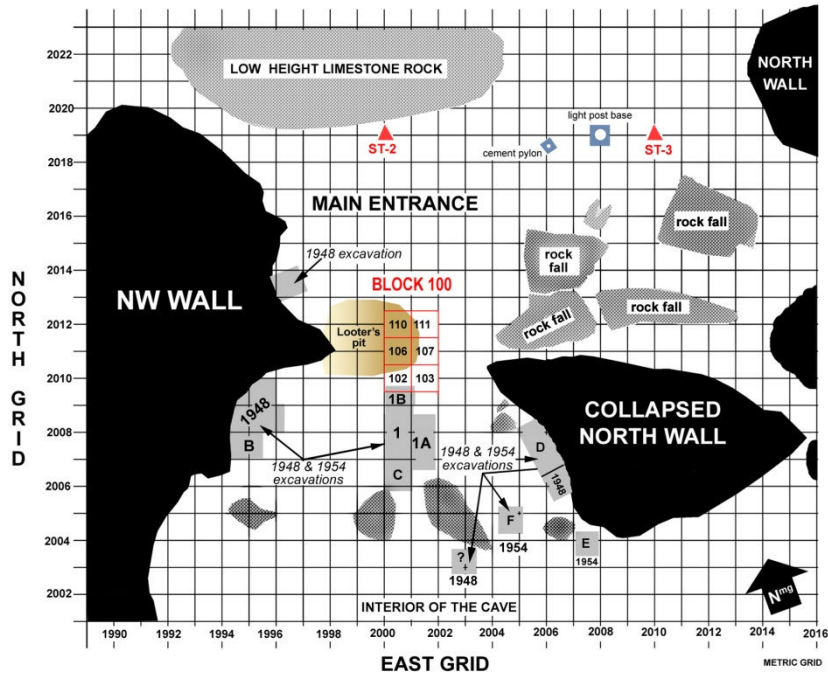 2022
2020
2018
2016
2014
2012
2010
2008
2006
2004
2002
NORTH GRID
LOW HEIGHT LIMESTONE ROCK
NORTH
WALL
light post base
cement pylon
ST-2
ST-3
MAIN ENTRANCE
rock fall
1948 excavation
rock
fall
BLOCK 100
NW WALL
rock fall
rock fall
Looter's
pit
110 111
106 107
102 103
1B
1948
B
1
1A
C
COLLAPSED
NORTH WALL
1948 & 1954
excavations
1948 & 1954
excavations
D
1948
F
1954
E
1954
?
1948
INTERIOR OF THE CAVE
Nmg
1990 1992 1994 1996 1998 2000 2002 2004 2006 2008 2010 2012 2014 2016
EAST GRID
METRIC GRID